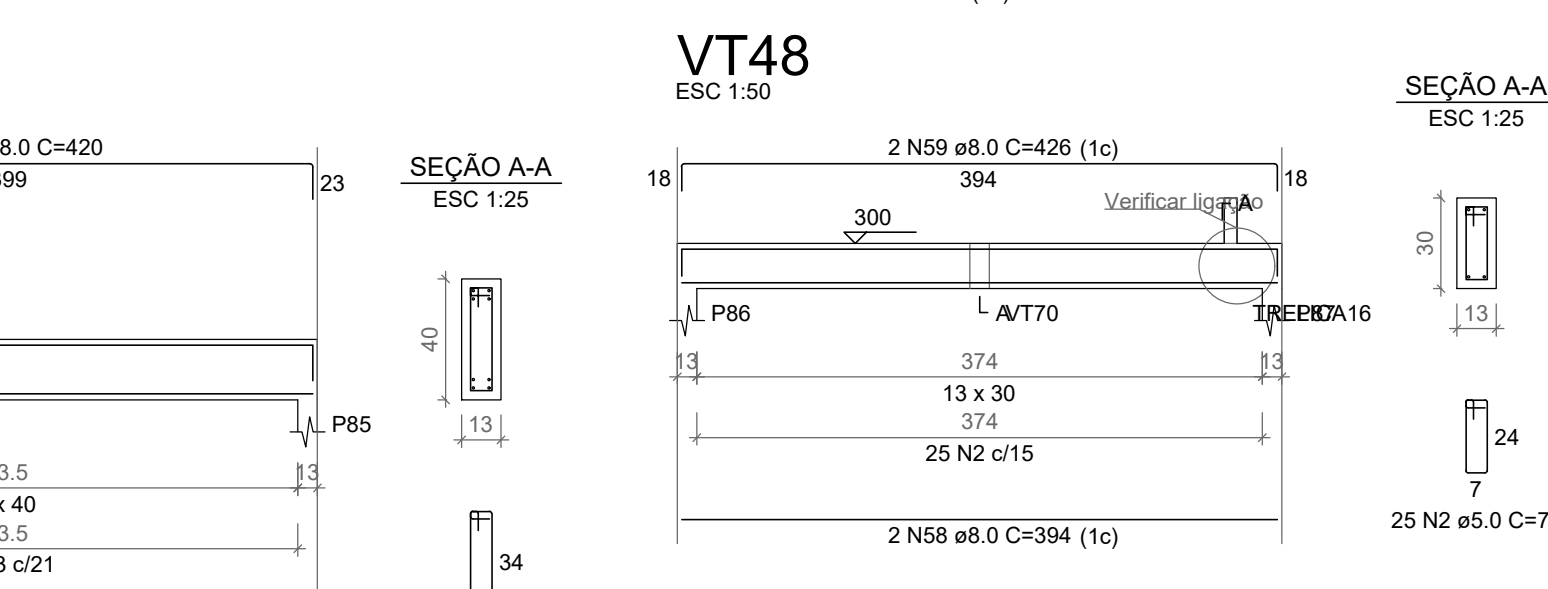 VT48
ESC 1:50
8.0 C=420
399
23
SEÇÃO A-A
ESC 1:25
40
13
34
P85
3.5
13
x 40
3.5
c/21
2 N59 ø8.0 C=426 (1c)
18
394
18
Verificar ligação
A
300
P86
A
VT70
P87
TRELICA16
13
374
13
13 x 30
374
25 N2 c/15
2 N58 ø8.0 C=394 (1c)
SEÇÃO A-A
ESC 1:25
30
13
24
7
25 N2 ø5.0 C=7